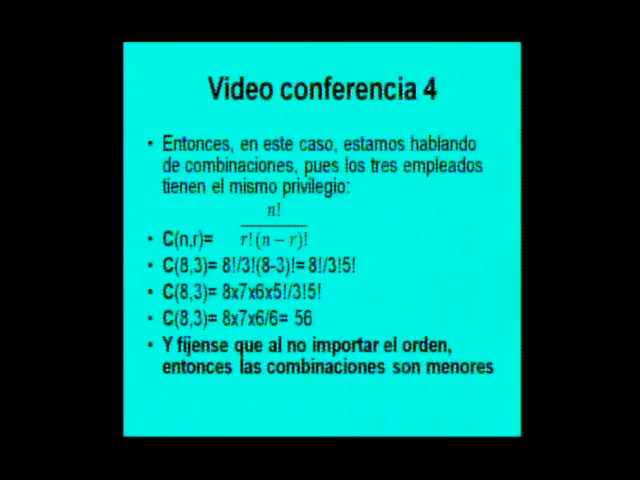 Video conferencia 4
• Entonces, en este caso, estamos hablando
de combinaciones, pues los tres empleados
tienen el mismo privilegio:
n!
• C(n,r)= r!(n – r)!
• C(8,3)= 8!/3!(8-3)!= 8!/3!5!
• C(8,3)= 8x7x6x5!/3!5!
• C(8,3)= 8x7x6/6= 56
• Y fíjense que al no importar el orden,
entonces las combinaciones son menores